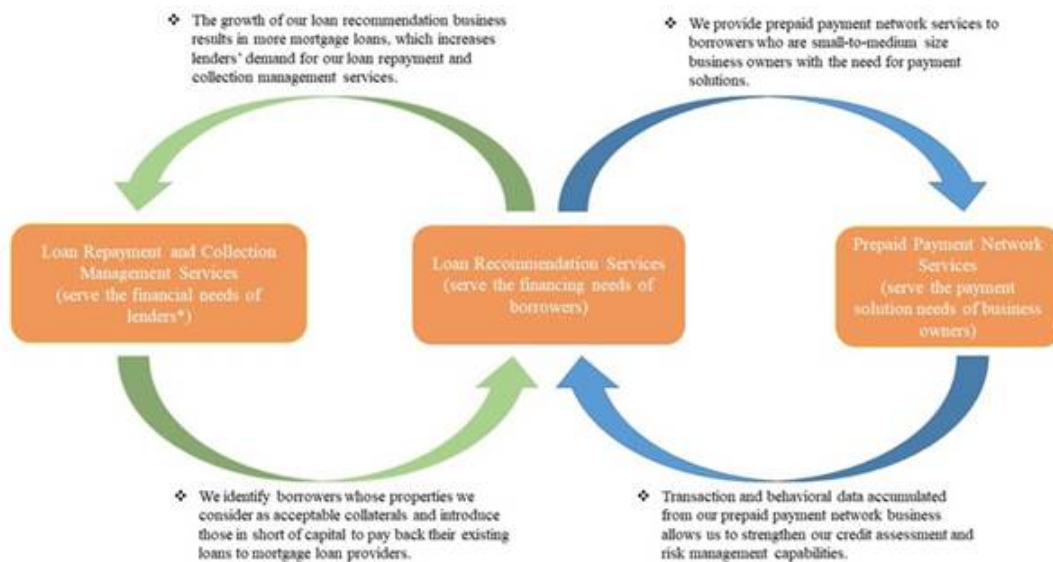 ❖ The growth of our loan recommendation business
results in more mortgage loans, which increases
lenders' demand for our loan repayment and
collection management services.
❖ We provide prepaid payment network services to
borrowers who are small-to-medium size
business owners with the need for payment
solutions.
Loan Repayment and Collection
Management Services
(serve the financial needs of
lenders*)
Loan Recommendation Services
(serve the financing needs of
borrowers)
Prepaid Payment Network
Services
(serve the payment
solution needs of business
owners)
❖ We identify borrowers whose properties we
consider as acceptable collaterals and introduce
those in short of capital to pay back their existing
loans to mortgage loan providers.
❖ Transaction and behavioral data accumulated
from our prepaid payment network business
allows us to strengthen our credit assessment and
risk management capabilities.